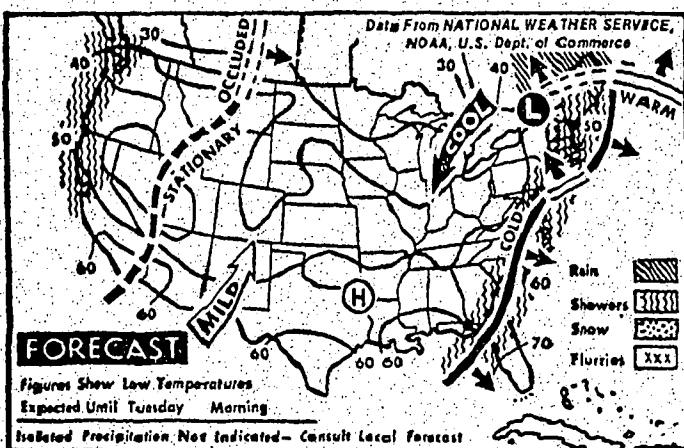 Data From NATIONAL WEATHER SERVICE,
NOAA, U.S. Dept. of Commerce
30
30
40
40
OCCLUDED
COOL
L
WARM
50
50
STATIONARY
COLD
60
60
60
MILD
H
60
60 60
70
Rain
Showers
Snow
Flurries
XXX
FORECAST
Figures Show Low Temperatures
Expected Until Tuesday Morning
Isolated Precipitation Not Indicated – Consult Local Forecast